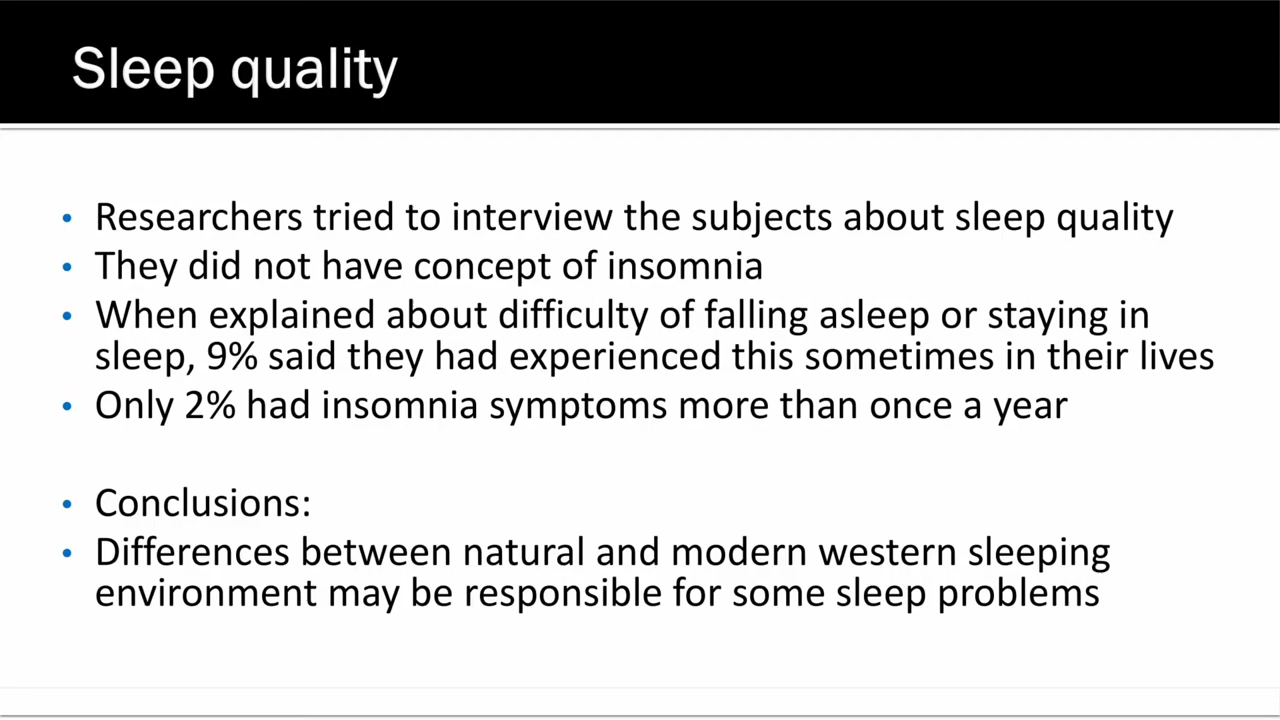 Sleep quality
• Researchers tried to interview the subjects about sleep quality
• They did not have concept of insomnia
• When explained about difficulty of falling asleep or staying in
sleep, 9% said they had experienced this sometimes in their lives
• Only 2% had insomnia symptoms more than once a year
• Conclusions:
• Differences between natural and modern western sleeping
environment may be responsible for some sleep problems